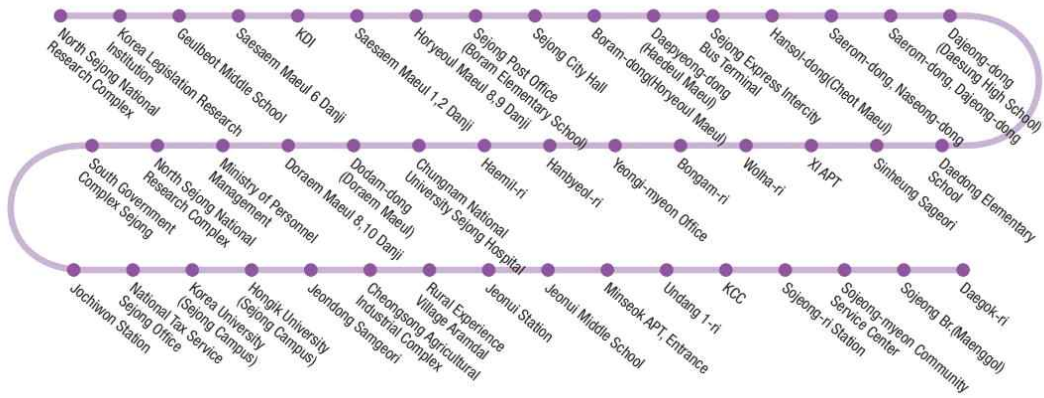 North Sejong National
Research Complex
Korea Legislation Research
Institution
Geulbeot Middle School
Saesaem Maeul 6 Danji
KDI
Saesaem Maeul 1,2 Danji
Horyeoul Maeul 8,9 Danji
Sejong Post Office
(Boram Elementary School)
Sejong City Hall
Boram-dong(Horyeoul Maeul)
Daepyeong-dong
(Haedeul Maeul)
Sejong Express Intercity
Bus Terminal
Hansol-dong(Cheot Maeul)
Saerom-dong, Naseong-dong
Saerom-dong, Dajeong-dong
Dajeong-dong
(Daesung High School)
South Government
Complex Sejong
North Sejong National
Research Complex
Ministry of Personnel
Management
Doraem Maeul 8,10 Danji
Dodam-dong
(Doraem Maeul)
Chungnam National
University Sejong Hospital
Haemil-ri
Hanbyeol-ri
Yeongi-myeon Office
Bongam-ri
Wolha-ri
XI APT
Sinheung Sageori
Daedong Elementary
School
Jochiwon Station
National Tax Service
Sejong Office
Korea University
(Sejong Campus)
Hongik University
(Sejong Campus)
Jeondong Samgeori
Cheongsong Agricultural
Industrial Complex
Rural Experience
Village Aramdal
Jeonui Station
Jeonui Middle School
Minseok APT, Entrance
Undang 1-ri
KCC
Sojeong-ri Station
Sojeong-myeon Community
Service Center
Sujeong Br.(Maenggol)
Daegok-ri